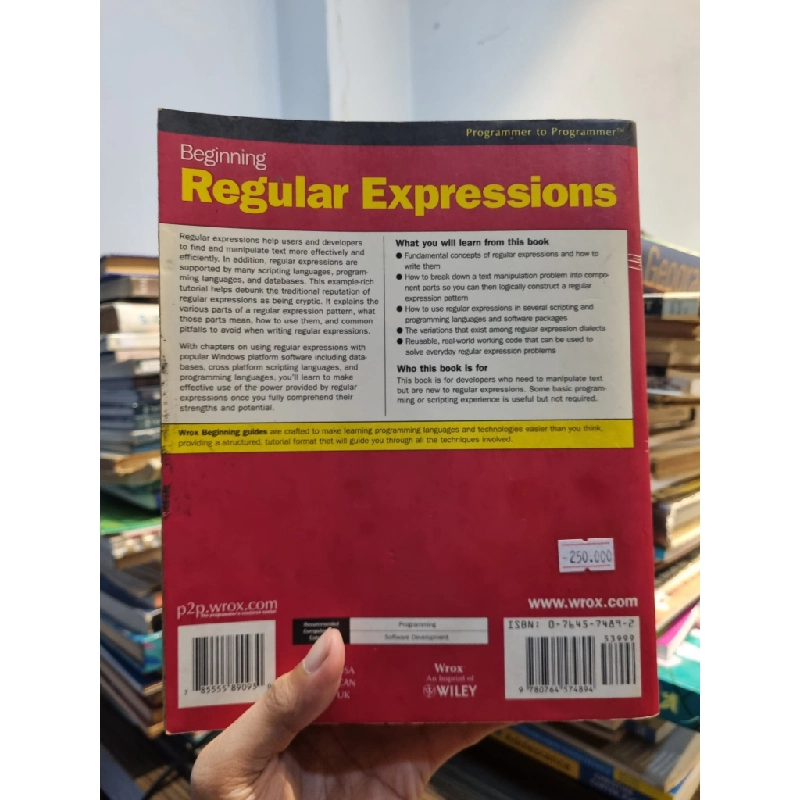 Programmer to Programmer™
Beginning
Regular Expressions
Regular expressions help users and developers
to find and manipulate text more effectively and
efficiently. In addition, regular expressions are
supported by many scripting languages, program-
ming languages, and databases. This example-rich
tutorial helps debunk the traditional reputation of
regular expressions as being cryptic. It explains the
various parts of a regular expression pattern, what
those parts mean, how to use them, and common
pitfalls to avoid when writing regular expressions.
With chapters on using regular expressions with
popular Windows platform software including data-
bases, cross platform scripting languages, and
programming languages, you'll learn to make
effective use of the power provided by regular
expressions once you fully comprehend their
strengths and potential.
What you will learn from this book
● Fundamental concepts of regular expressions and how to
write them
● How to break down a text manipulation problem into compo-
nent parts so you can then logically construct a regular
expression pattern
● How to use regular expressions in several scripting and
programming languages and software packages
● The variations that exist among regular expression dialects
● Reusable, real-world working code that can be used to
solve everyday regular expression problems
Who this book is for
This book is for developers who need to manipulate text
but are new to regular expressions. Some basic program-
ming or scripting experience is useful but not required.
Wrox Beginning guides are crafted to make learning programming languages and technologies easier than you think,
providing a structured, tutorial format that will guide you through all the techniques involved.
-250.000
p2p.wrox.com
The programmer's resource center
www.wrox.com
Recommended
Programming
Software Development
ISBN: 0-7645-7489-2
53999
SA
CAN
UK
Wrox
An Imprint of
WILEY
85555 89093
9 780764 574894